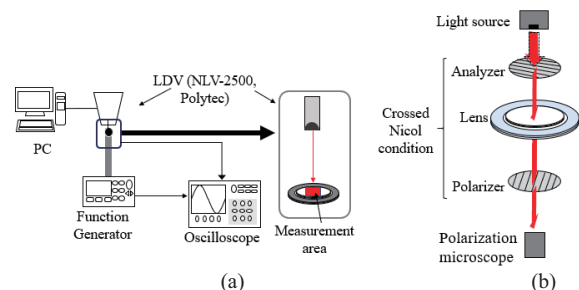 LDV (NLV-2500,
Polytec)
PC
Function
Generator
Oscilloscope
Measurement
area
(a)
Light source
Analyzer
Lens
Crossed
Nicol
condition
Polarizer
Polarization
microscope
(b)